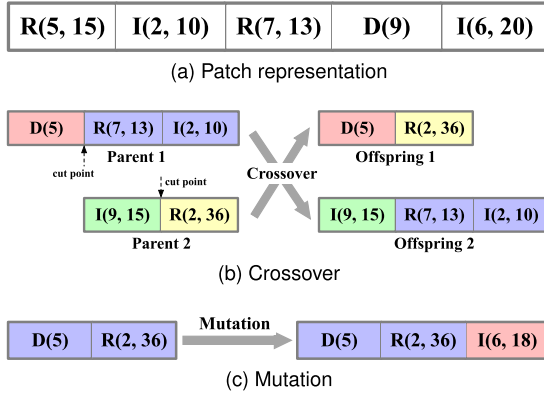 R(5, 15) I(2, 10) R(7, 13) D(9) I(6, 20)
(a) Patch representation
D(5) R(7, 13) I(2, 10)
Parent 1
cut point
cut point
I(9, 15) R(2, 36)
Parent 2
Crossover
D(5) R(2, 36)
Offspring 1
I(9, 15) R(7, 13) I(2, 10)
Offspring 2
(b) Crossover
D(5) R(2, 36)
Mutation
D(5) R(2, 36) I(6, 18)
(c) Mutation